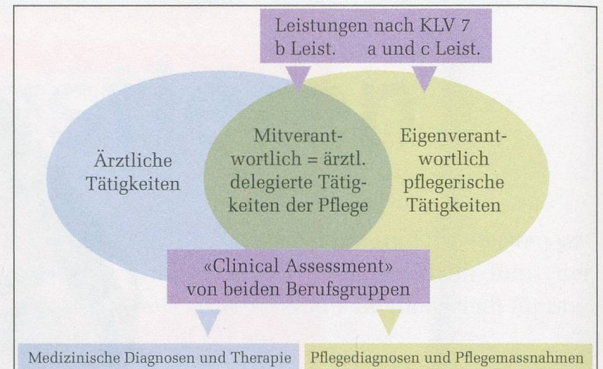 Leistungen nach KLV 7
b Leist. a und c Leist.
Ärztliche
Tätigkeiten
Mitverant-
wortlich = ärztl.
delegierte Tätig-
keiten der Pflege
Eigenverant-
wortlich
pflegerische
Tätigkeiten
«Clinical Assessment»
von beiden Berufsgruppen
Medizinische Diagnosen und Therapie
Pflegediagnosen und Pflegemassnahmen